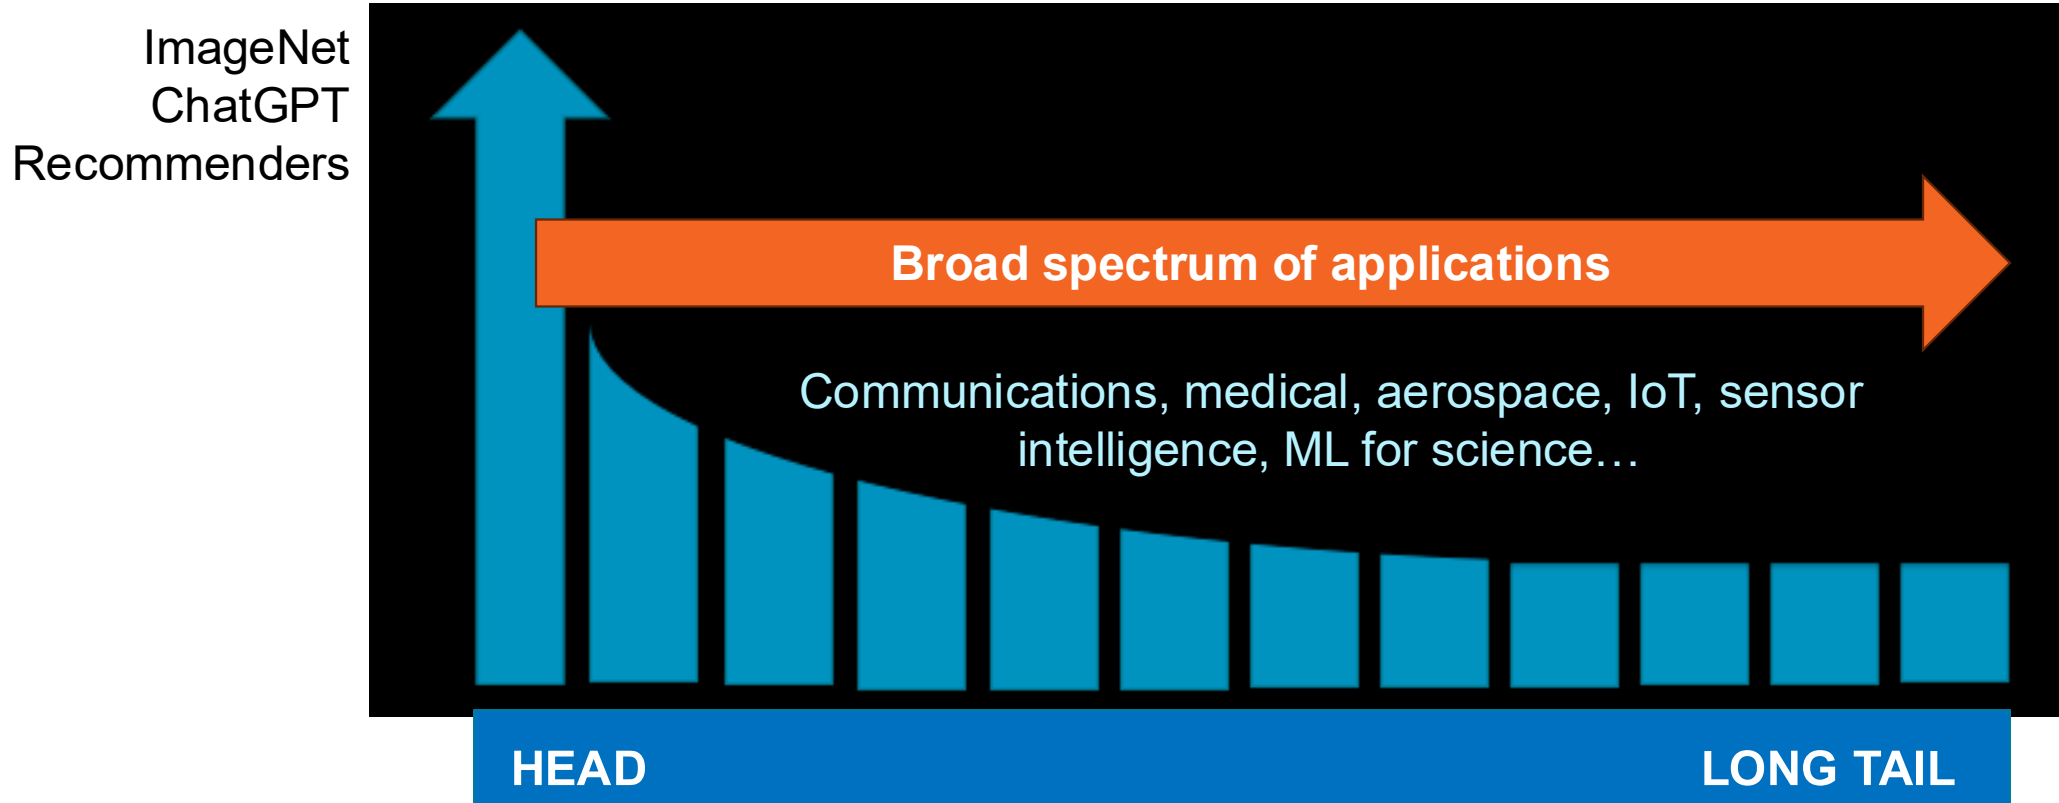 ImageNet
ChatGPT
Recommenders
Broad spectrum of applications
Communications, medical, aerospace, IoT, sensor
intelligence, ML for science…
HEAD
LONG TAIL